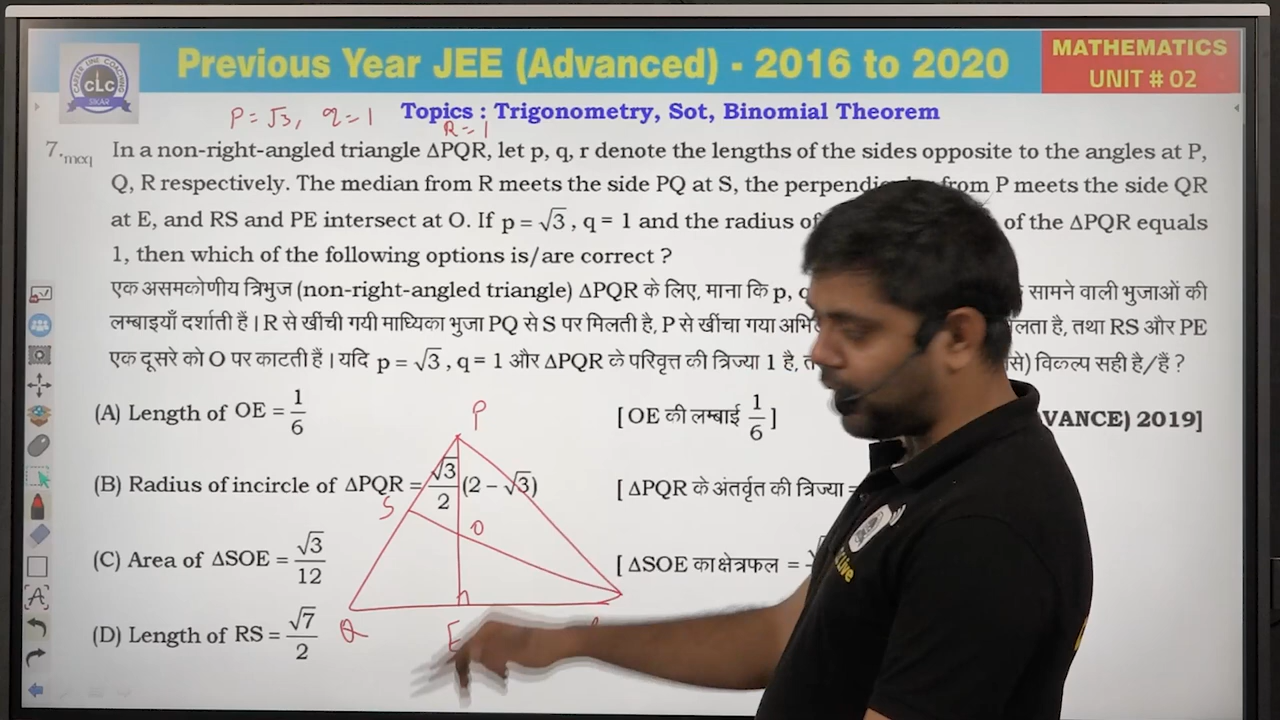 Previous Year JEE (Advanced) - 2016 to 2020
MATHEMATICS
UNIT # 02
CAREER LINE COACHING
CLC
SIKAR
Topics : Trigonometry, Sot, Binomial Theorem
P = √3, q = 1
R = 1
7. mcq In a non-right-angled triangle ΔPQR, let p, q, r denote the lengths of the sides opposite to the angles at P,
Q, R respectively. The median from R meets the side PQ at S, the from P meets the side QR
at E, and RS and PE intersect at O. If p = √3 , q = 1 and the radius of of the ΔPQR equals
1, then which of the following options is/are correct ?
एक असमकोणीय त्रिभुज (non-right-angled triangle) ΔPQR के लिए, माना कि p, सामने वाली भुजाओं की
लम्बाइयाँ दर्शाती हैं। R से खींची गयी माध्यिका भुजा PQ से S पर मिलती है, P से खींचा गया तथा RS और PE
एक दूसरे को O पर काटती हैं। यदि p = √3 , q = 1 और ΔPQR के परिवृत्त की त्रिज्या 1 है, विकल्प सही है/हैं ?
(A) Length of OE = 1/6
[ OE की लम्बाई 1/6 ]
2019]
(B) Radius of incircle of ΔPQR = √3/2 (2 − √3)
[ ΔPQR के अंतर्वृत की त्रिज्या =
(C) Area of ΔSOE = √3/12
[ ΔSOE का क्षेत्रफल =
(D) Length of RS = √7/2
P
S
O
Q
E
Live